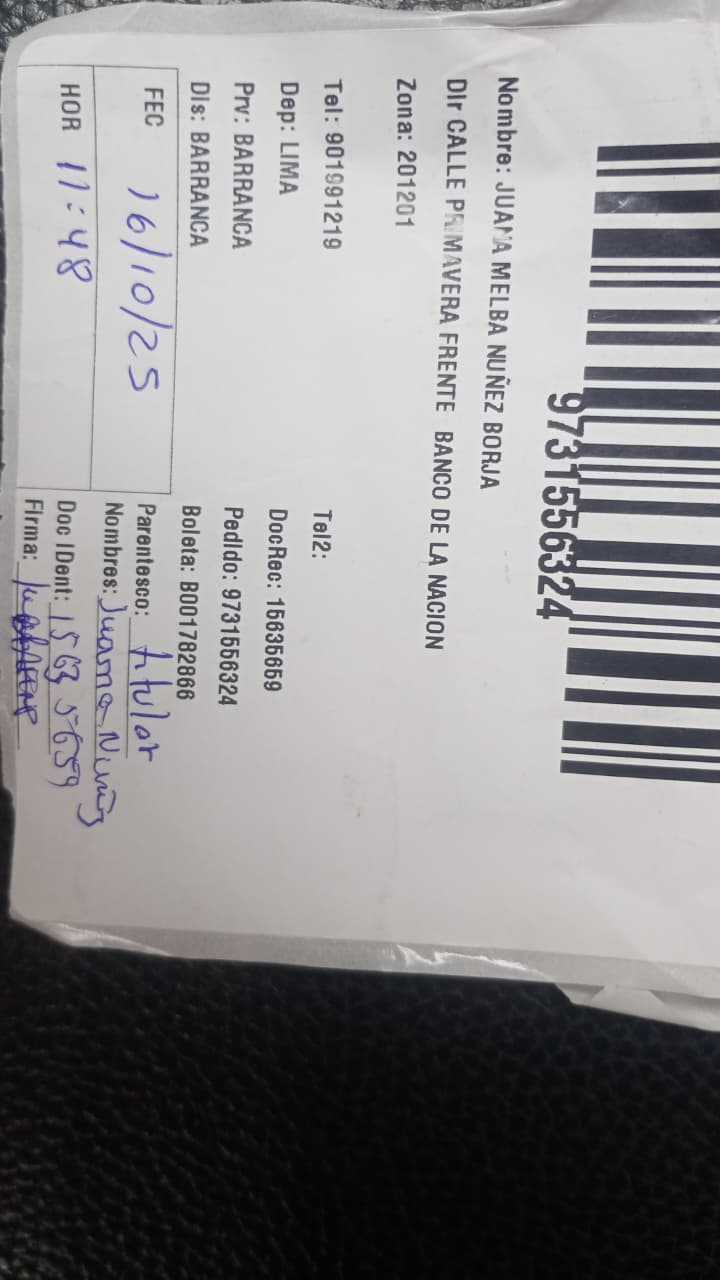 9731556324
Nombre: JUANA MELBA NUÑEZ BORJA
Dir CALLE PRIMAVERA FRENTE BANCO DE LA NACION
Zona: 201201
Tel: 901991219
Tel2:
Dep: LIMA
DocRec: 15635659
Prv: BARRANCA
Pedido: 9731556324
Dis: BARRANCA
Boleta: B001782866
FEC 16/10/25
Parentesco: titular
HOR 11:48
Nombres: Juana Nuñez
Doc IDent: 15635659
Firma: